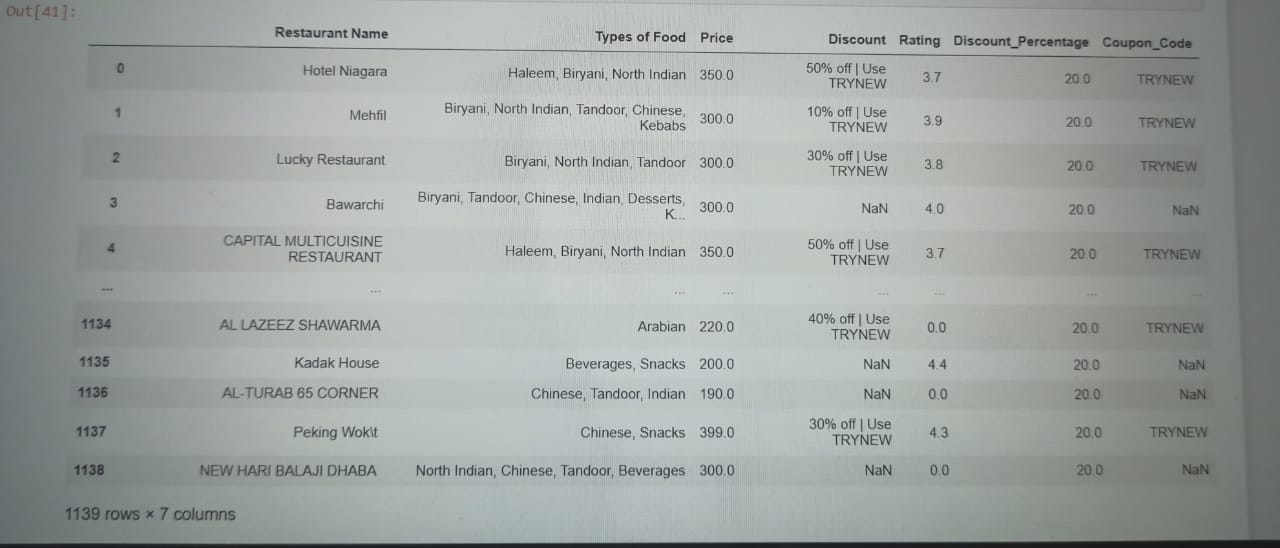 Out[41]:
Restaurant Name Types of Food Price Discount Rating Discount_Percentage Coupon_Code
0 Hotel Niagara Haleem, Biryani, North Indian 350.0 50% off | Use TRYNEW 3.7 20.0 TRYNEW
1 Mehfil Biryani, North Indian, Tandoor, Chinese, Kebabs 300.0 10% off | Use TRYNEW 3.9 20.0 TRYNEW
2 Lucky Restaurant Biryani, North Indian, Tandoor 300.0 30% off | Use TRYNEW 3.8 20.0 TRYNEW
3 Bawarchi Biryani, Tandoor, Chinese, Indian, Desserts, K... 300.0 NaN 4.0 20.0 NaN
4 CAPITAL MULTICUISINE RESTAURANT Haleem, Biryani, North Indian 350.0 50% off | Use TRYNEW 3.7 20.0 TRYNEW
... ... ... ... ... ... ... ...
1134 AL LAZEEZ SHAWARMA Arabian 220.0 40% off | Use TRYNEW 0.0 20.0 TRYNEW
1135 Kadak House Beverages, Snacks 200.0 NaN 4.4 20.0 NaN
1136 AL-TURAB 65 CORNER Chinese, Tandoor, Indian 190.0 NaN 0.0 20.0 NaN
1137 Peking Wok\t Chinese, Snacks 399.0 30% off | Use TRYNEW 4.3 20.0 TRYNEW
1138 NEW HARI BALAJI DHABA North Indian, Chinese, Tandoor, Beverages 300.0 NaN 0.0 20.0 NaN
1139 rows × 7 columns